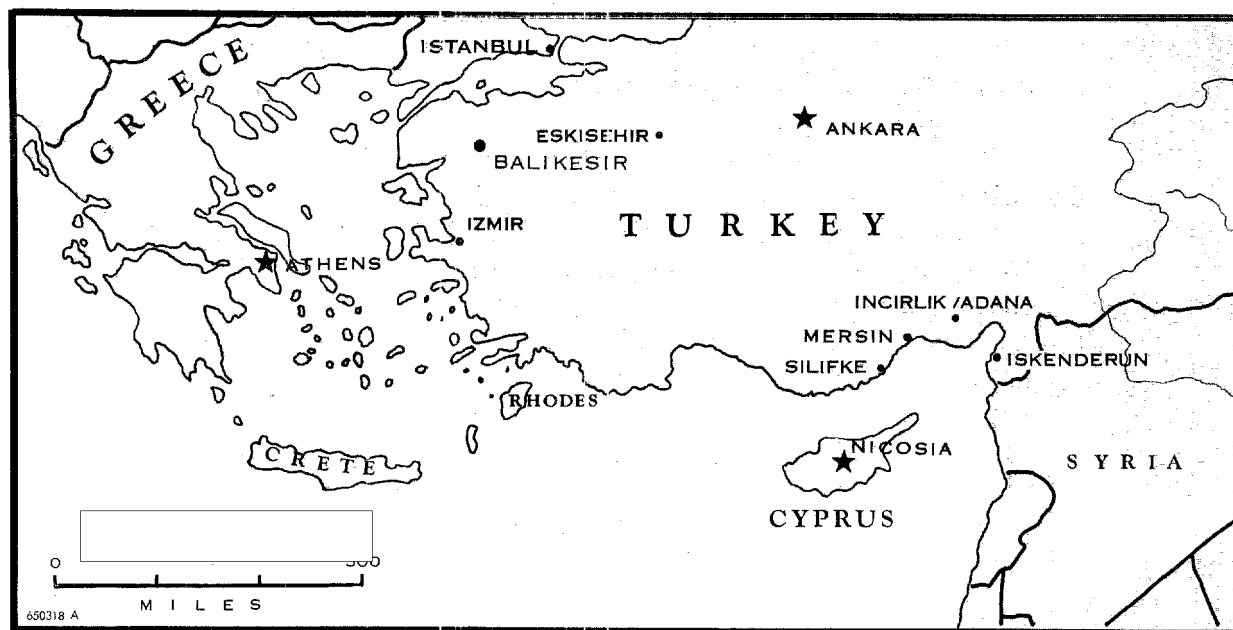 ISTANBUL
GREECE
ANKARA
ESKISEHIR
BALIKESIR
TURKEY
IZMIR
ATHENS
INCIRLIK/ADANA
MERSIN
ISKENDERUN
SILIFKE
RHODES
NICOSIA
CRETE
SYRIA
CYPRUS
0
MILES
650318 A